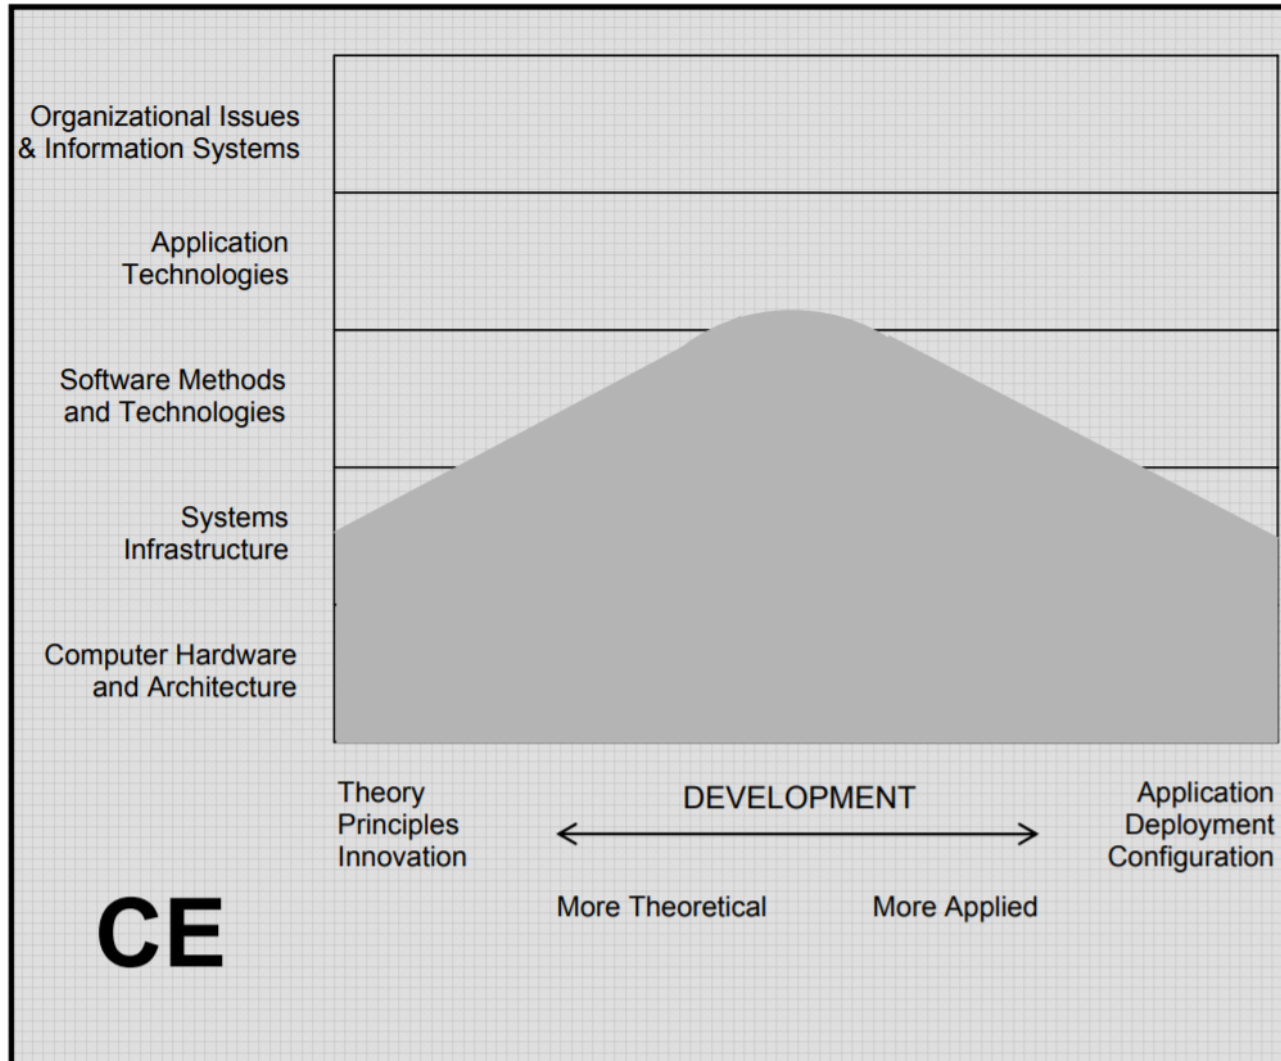 Organizational Issues
& Information Systems
Application
Technologies
Software Methods
and Technologies
Systems
Infrastructure
Computer Hardware
and Architecture
Theory
Principles
Innovation
DEVELOPMENT
More Theoretical
More Applied
Application
Deployment
Configuration
CE